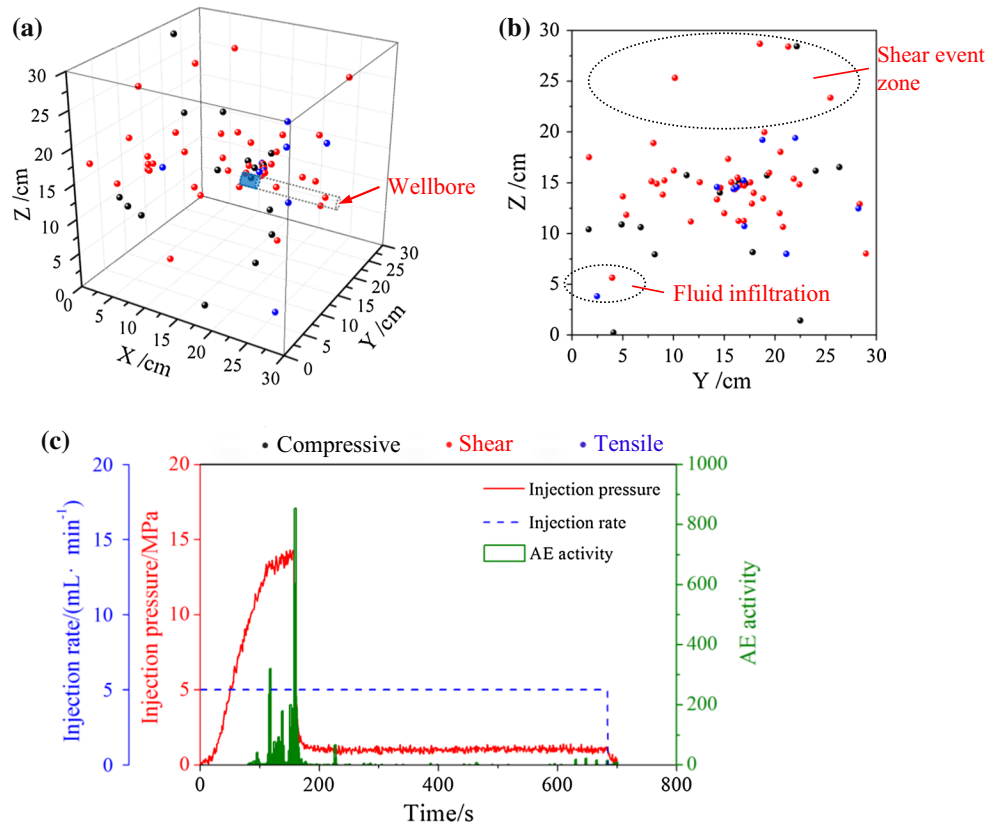 (a)
30
25
20
15
10
5
0
Z /cm
0
5
10
15
20
25
30
X /cm
0
5
10
15
20
25
30
Y /cm
Wellbore
(b)
30
25
20
15
10
5
0
Z /cm
0 5 10 15 20 25 30
Y /cm
Shear event
zone
Fluid infiltration
(c)
Compressive
Shear
Tensile
20
15
10
5
0
Injection rate/(mL· min⁻¹)
20
15
10
5
0
Injection pressure/MPa
Injection pressure
Injection rate
AE activity
1000
800
600
400
200
0
AE activity
0 200 400 600 800
Time/s